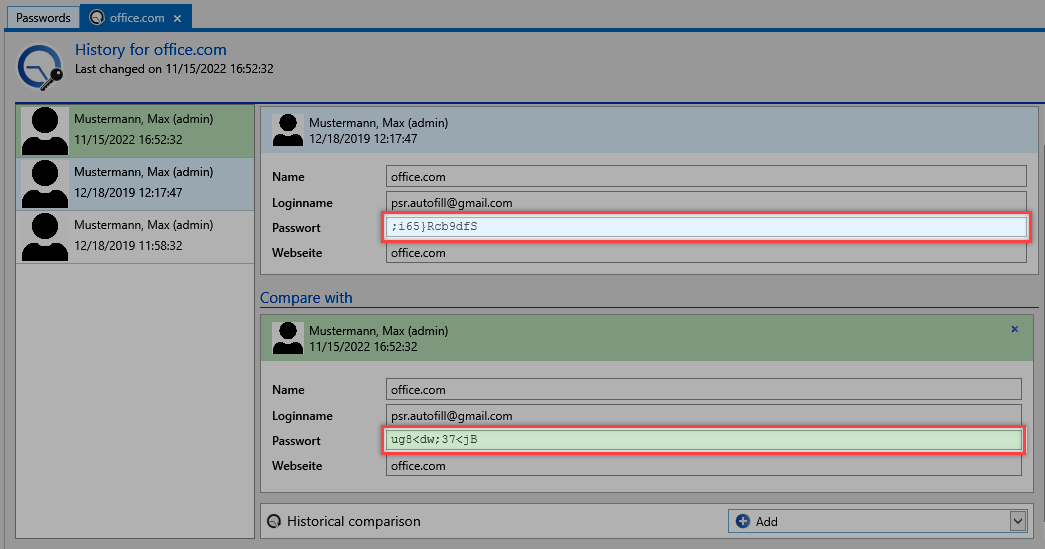 Passwords
office.com
History for office.com
Last changed on 11/15/2022 16:52:32
Mustermann, Max (admin)
11/15/2022 16:52:32
Mustermann, Max (admin)
12/18/2019 12:17:47
Mustermann, Max (admin)
12/18/2019 11:58:32
Mustermann, Max (admin)
12/18/2019 12:17:47
Name office.com
Loginname psr.autofill@gmail.com
Passwort ;i65}Rcb9dfS
Webseite office.com
Compare with
Mustermann, Max (admin)
11/15/2022 16:52:32
Name office.com
Loginname psr.autofill@gmail.com
Passwort ug8<dw;37<jB
Webseite office.com
Historical comparison Add